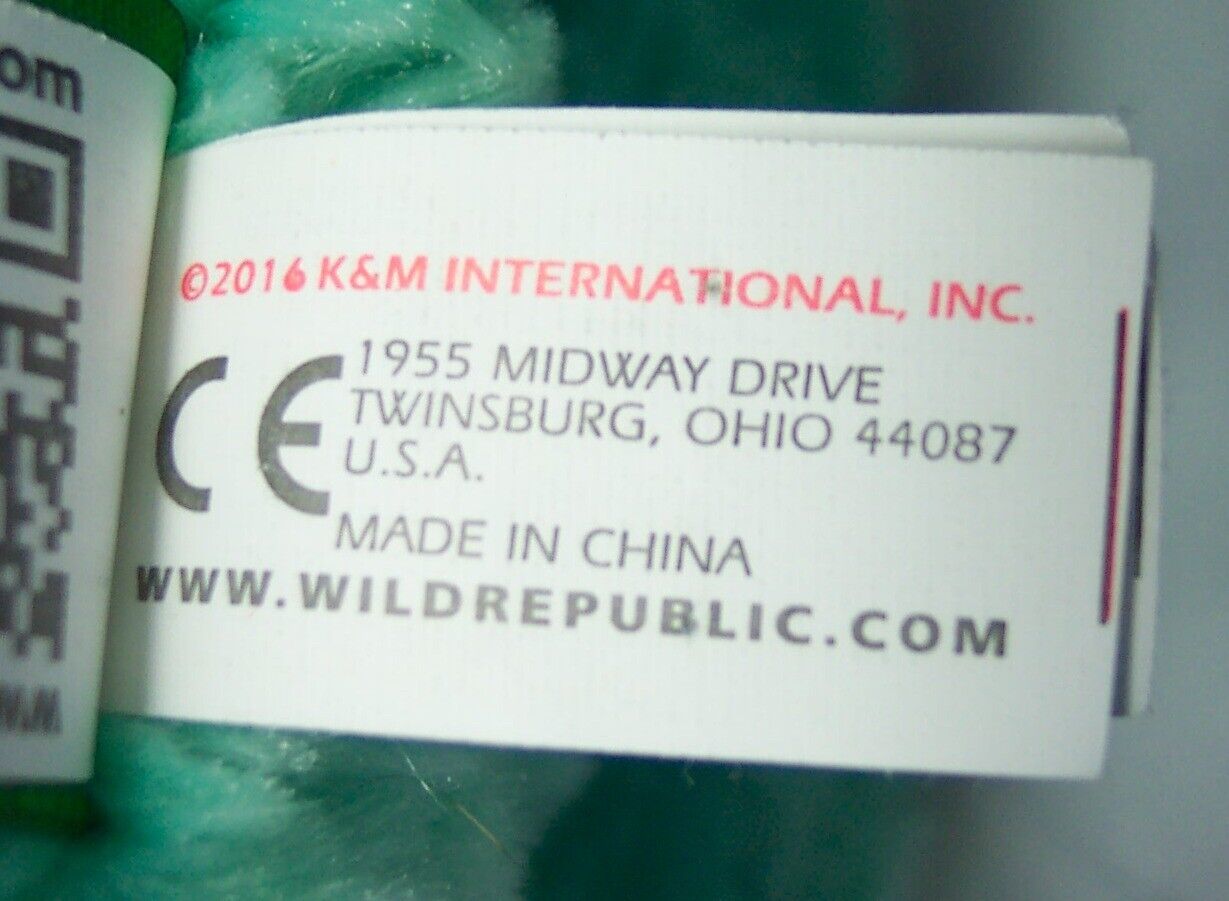 om
©2016 K&M INTERNATIONAL, INC.
CE
1955 MIDWAY DRIVE
TWINSBURG, OHIO 44087
U.S.A.
MADE IN CHINA
WWW.WILDREPUBLIC.COM